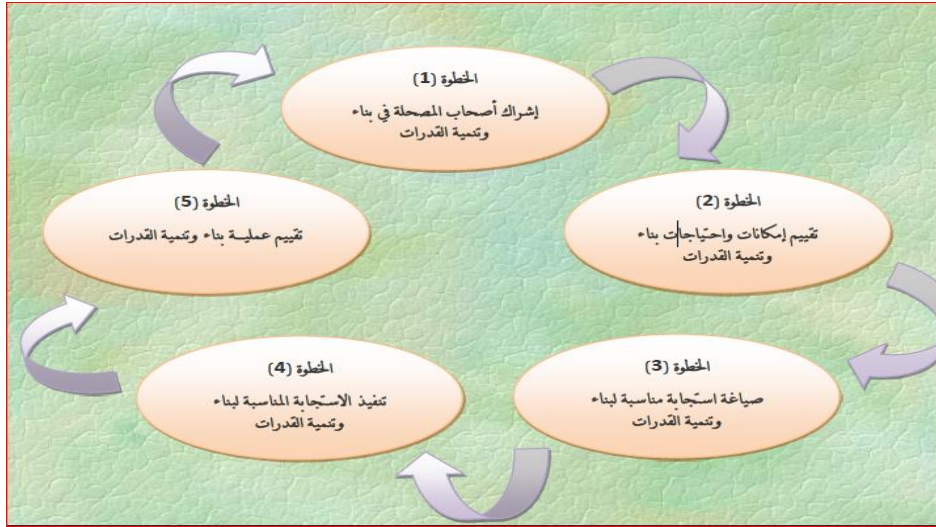 الخطوة (1)
إشراك أصحاب المصحلة في بناء
وتنمية القدرات
الخطوة (2)
تقييم إمكانات واحتياجات بناء
وتنمية القدرات
الخطوة (3)
صياغة استجابة مناسبة لبناء
وتنمية القدرات
الخطوة (4)
تنفيذ الاستجابة المناسبة لبناء
وتنمية القدرات
الخطوة (5)
تقييم عملية بناء وتنمية القدرات